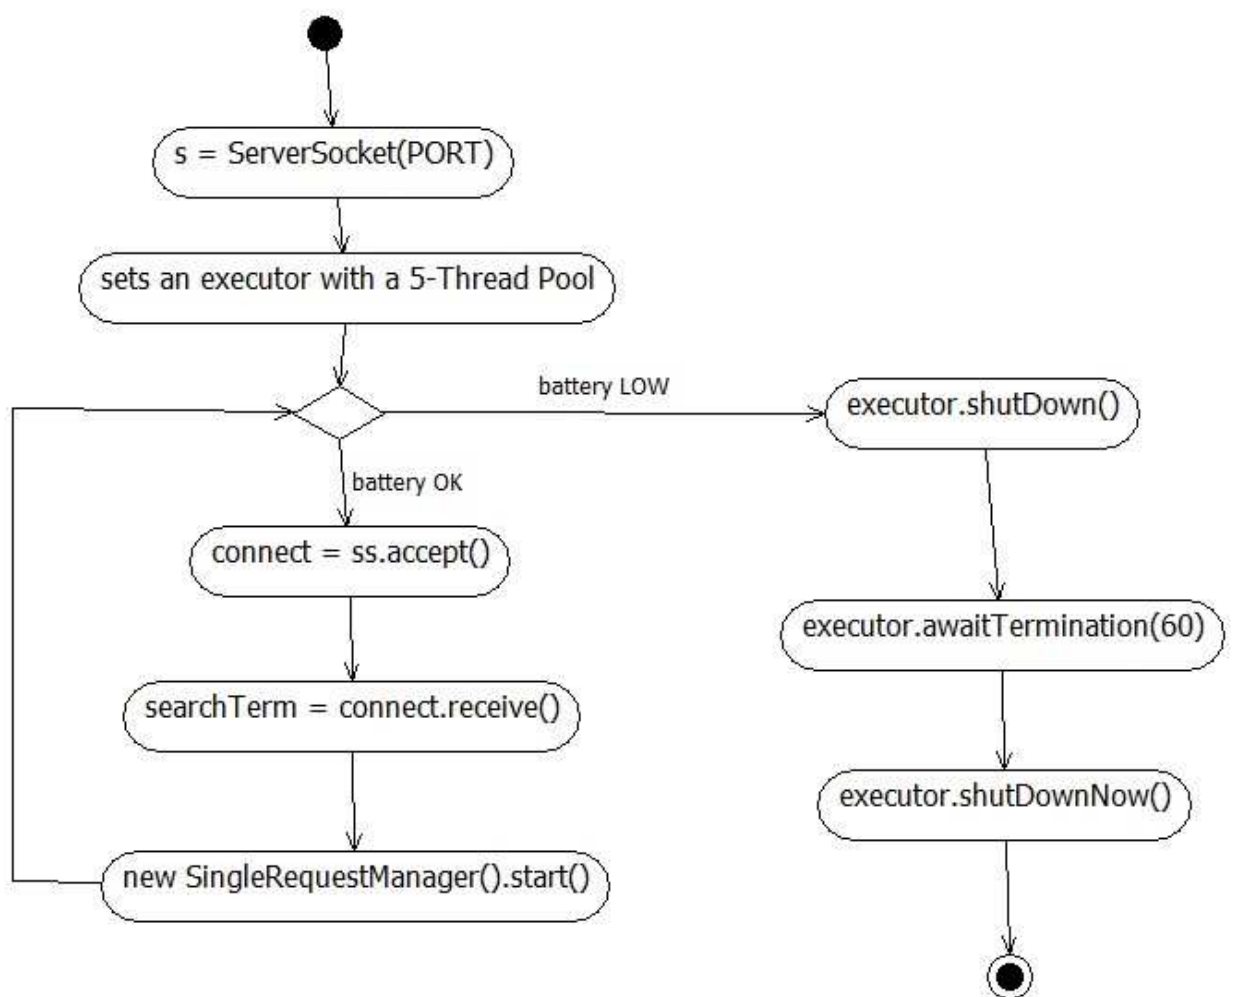 s = ServerSocket(PORT)
sets an executor with a 5-Thread Pool
battery LOW
executor.shutDown()
battery OK
connect = ss.accept()
executor.awaitTermination(60)
searchTerm = connect.receive()
executor.shutDownNow()
new SingleRequestManager().start()